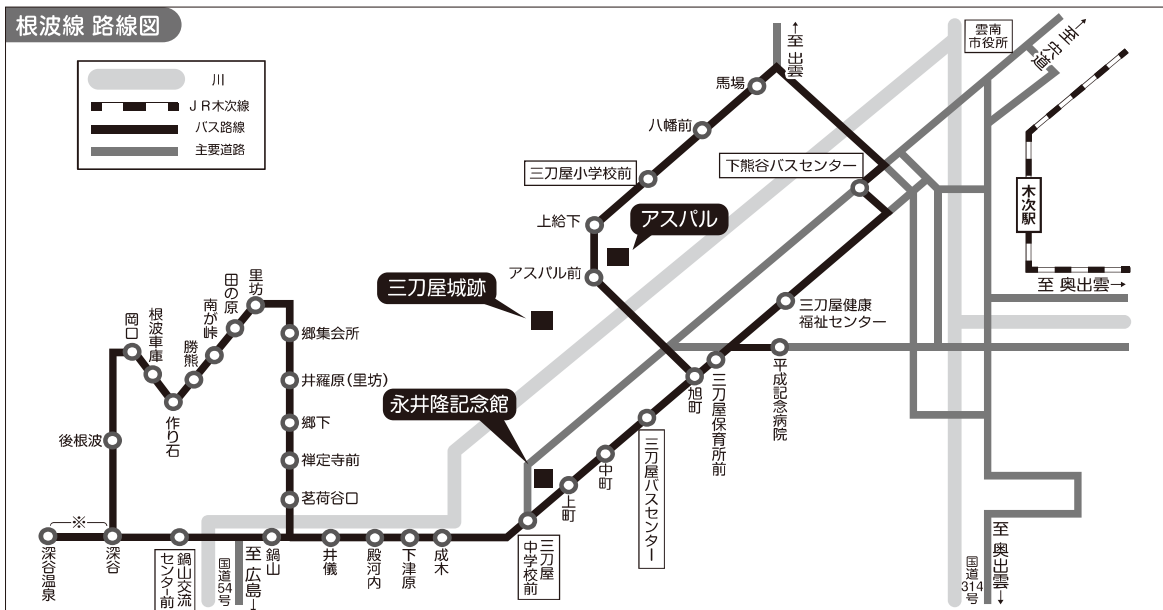 根波線 路線図
川
JR木次線
バス路線
主要道路
至 出雲
馬場
八幡前
三刀屋小学校前
上給下
アスパル
アスパル前
三刀屋城跡
永井隆記念館
雲南
市役所
至 宍道
下熊谷バスセンター
木次駅
至 奥出雲
三刀屋健康
福祉センター
平成記念病院
三刀屋保育所前
旭町
三刀屋バスセンター
中町
上町
三刀屋
中学校前
成木
下津原
殿河内
井儀
鍋山
至 広島
国道54号
鍋山交流
センター前
深谷
※
深谷温泉
後根波
岡口
根波車庫
作り石
勝熊
南が峠
田の原
里坊
郷集会所
井羅原(里坊)
郷下
禅定寺前
茗荷谷口
国道
314号
至 奥出雲